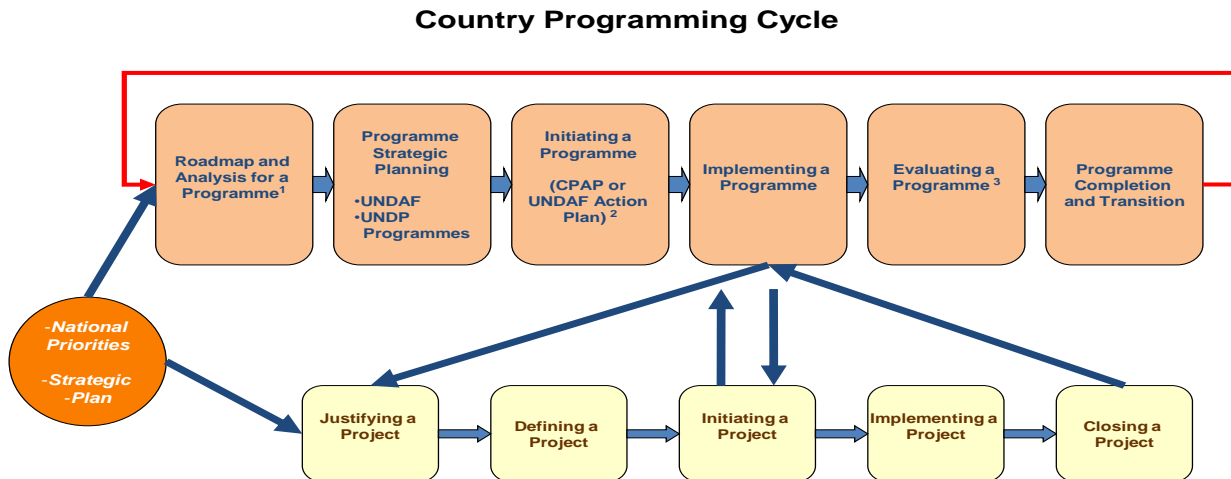 Country Programming Cycle
Roadmap and
Analysis for a
Programme¹
Programme
Strategic
Planning
•UNDAF
•UNDP
Programmes
Initiating a
Programme
(CPAP or
UNDAF Action
Plan) ²
Implementing a
Programme
Evaluating a
Programme ³
Programme
Completion
and Transition
-National
Priorities
-Strategic
-Plan
Justifying a
Project
Defining a
Project
Initiating a
Project
Implementing a
Project
Closing a
Project